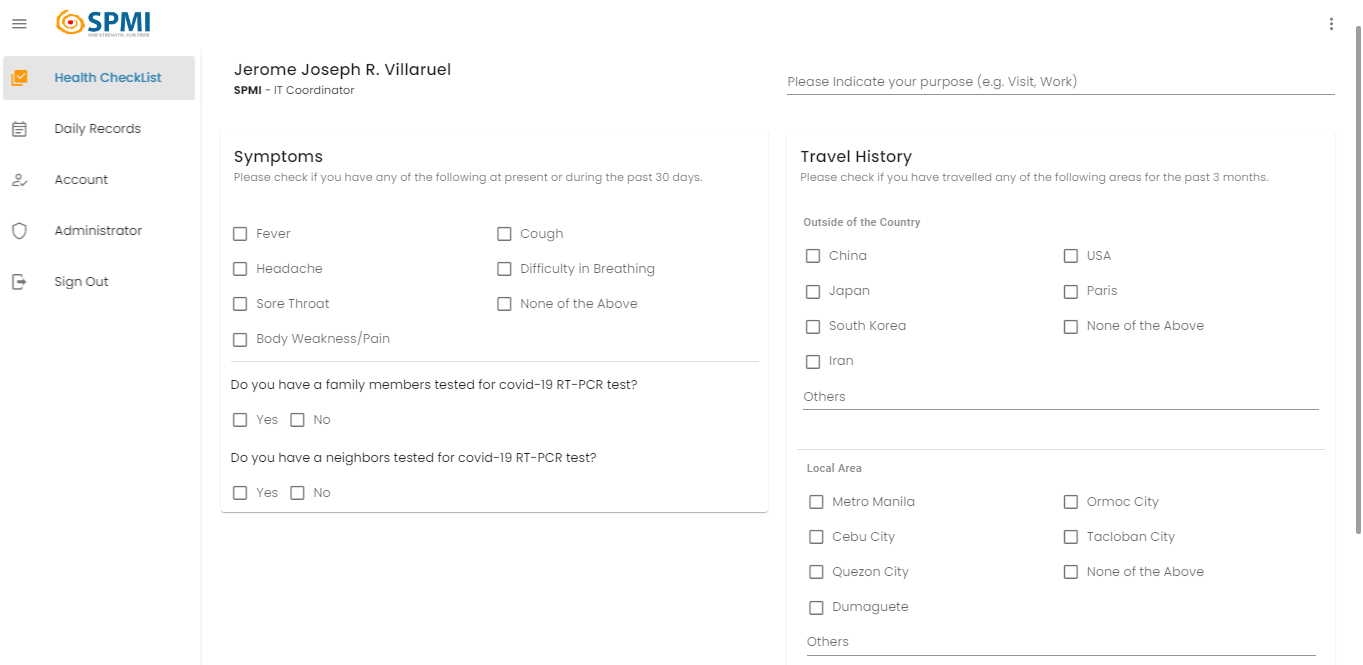 SPMI
OUR STRENGTH, OUR FIBER
Health CheckList
Daily Records
Account
Administrator
Sign Out
Jerome Joseph R. Villaruel
SPMI - IT Coordinator
Please Indicate your purpose (e.g. Visit, Work)
Symptoms
Please check if you have any of the following at present or during the past 30 days.
Fever
Cough
Headache
Difficulty in Breathing
Sore Throat
None of the Above
Body Weakness/Pain
Do you have a family members tested for covid-19 RT-PCR test?
Yes No
Do you have a neighbors tested for covid-19 RT-PCR test?
Yes No
Travel History
Please check if you have travelled any of the following areas for the past 3 months.
Outside of the Country
China
USA
Japan
Paris
South Korea
None of the Above
Iran
Others
Local Area
Metro Manila
Ormoc City
Cebu City
Tacloban City
Quezon City
None of the Above
Dumaguete
Others